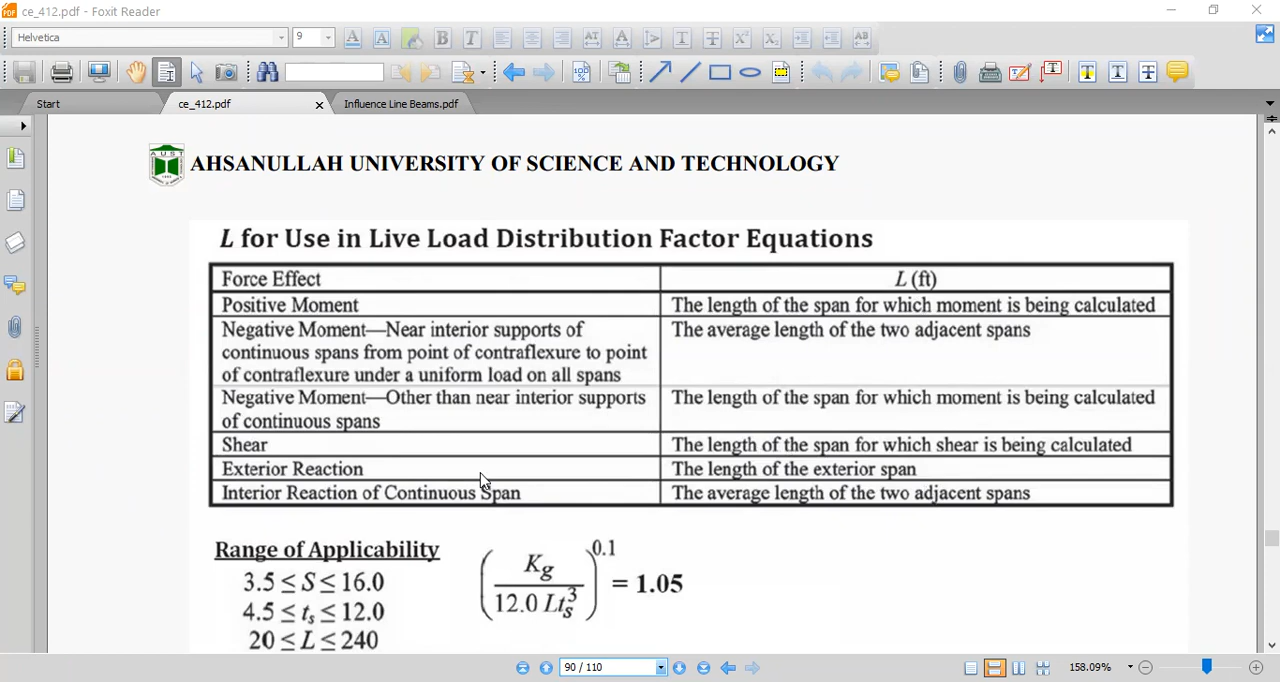 ce_412.pdf - Foxit Reader
Helvetica 9
Start ce_412.pdf Influence Line Beams.pdf
AHSANULLAH UNIVERSITY OF SCIENCE AND TECHNOLOGY
L for Use in Live Load Distribution Factor Equations
Force Effect L (ft)
Positive Moment The length of the span for which moment is being calculated
Negative Moment—Near interior supports of The average length of the two adjacent spans
continuous spans from point of contraflexure to point
of contraflexure under a uniform load on all spans
Negative Moment—Other than near interior supports The length of the span for which moment is being calculated
of continuous spans
Shear The length of the span for which shear is being calculated
Exterior Reaction The length of the exterior span
Interior Reaction of Continuous Span The average length of the two adjacent spans
Range of Applicability
3.5 ≤ S ≤ 16.0
4.5 ≤ tₛ ≤ 12.0
20 ≤ L ≤ 240
(Kg / 12.0 Ltₛ³)^0.1 = 1.05
90 / 110 158.09%